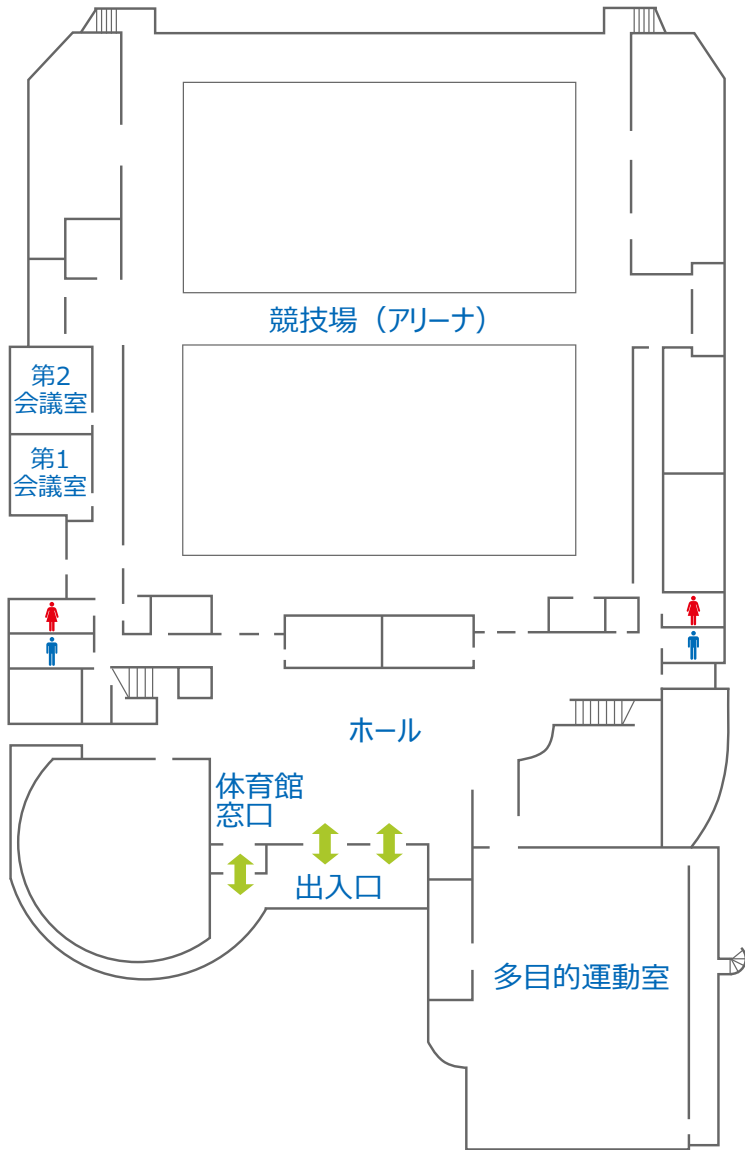 競技場（アリーナ）
第2
会議室
第1
会議室
ホール
体育館
窓口
出入口
多目的運動室